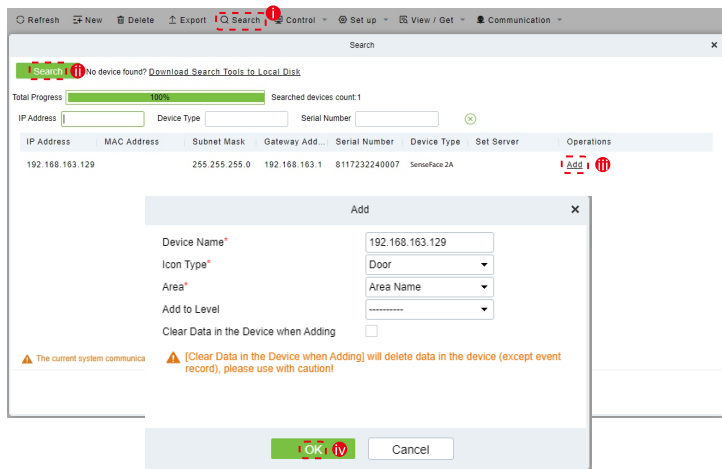 Refresh New Delete Export Search Control Set up View / Get Communication
i
Search
Search ii No device found? Download Search Tools to Local Disk
Total Progress 100% Searched devices count:1
IP Address Device Type Serial Number
IP Address MAC Address Subnet Mask Gateway Add... Serial Number Device Type Set Server Operations
192.168.163.129 255.255.255.0 192.168.163.1 8117232240007 SenseFace 2A Add iii
Add
Device Name* 192.168.163.129
Icon Type* Door
Area* Area Name
Add to Level ----------
Clear Data in the Device when Adding
The current system communica
[Clear Data in the Device when Adding] will delete data in the device (except event
record), please use with caution!
OK iv Cancel